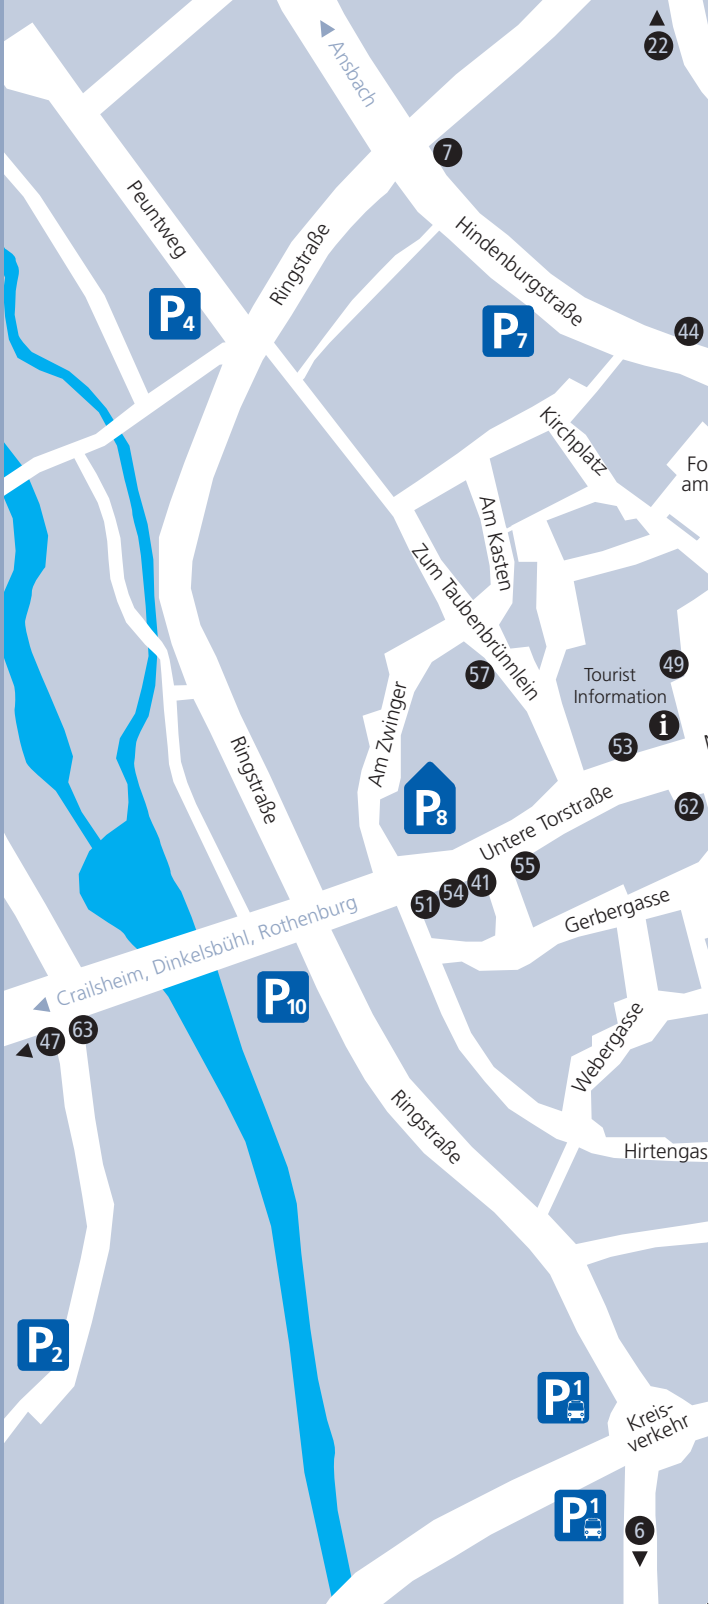 22
Ansbach
7
Peuntweg
Ringstraße
Hindenburgstraße
P4
P7
44
Kirchplatz
Fo
am
Am Kasten
Zum Taubenbrünnlein
57
49
Tourist
Information
i
53
Am Zwinger
Ringstraße
P8
62
Untere Torstraße
55
41
54
51
Gerbergasse
Crailsheim, Dinkelsbühl, Rothenburg
P10
63
47
Webergasse
Ringstraße
Hirtengas
P2
P1
Kreis-
verkehr
P1
6